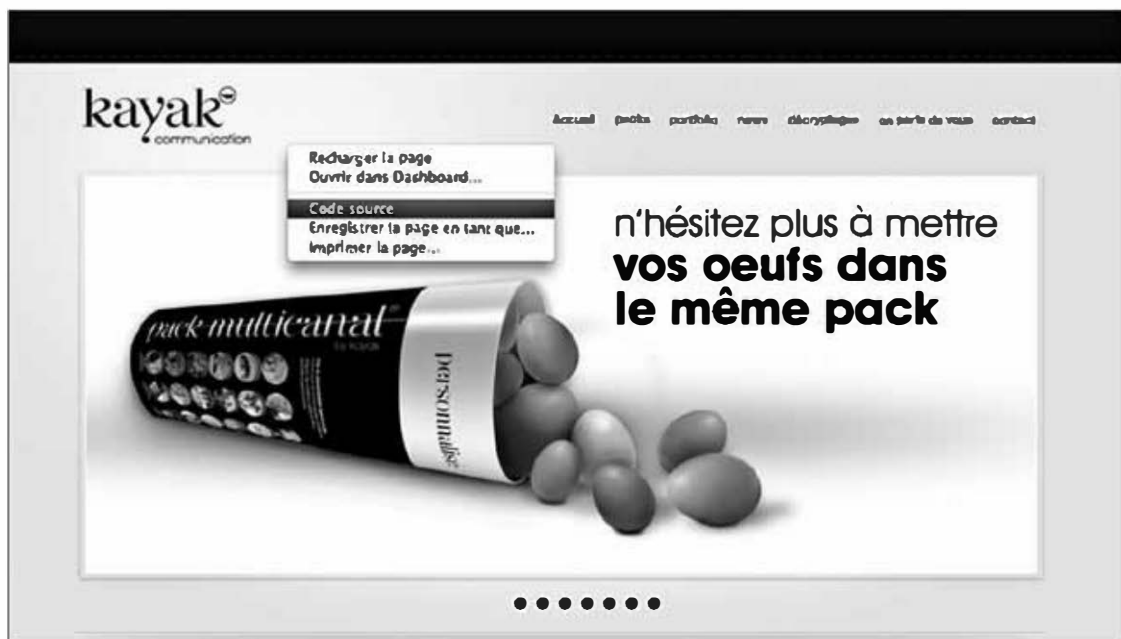 kayak
communication
Accueil packs portfolio news décryptage on parle de vous contact
Recharger la page
Ouvrir dans Dashboard...
Code source
Enregistrer la page en tant que...
Imprimer la page...
n'hésitez plus à mettre
vos oeufs dans
le même pack
pack multicanal
by kayak
personnalisé